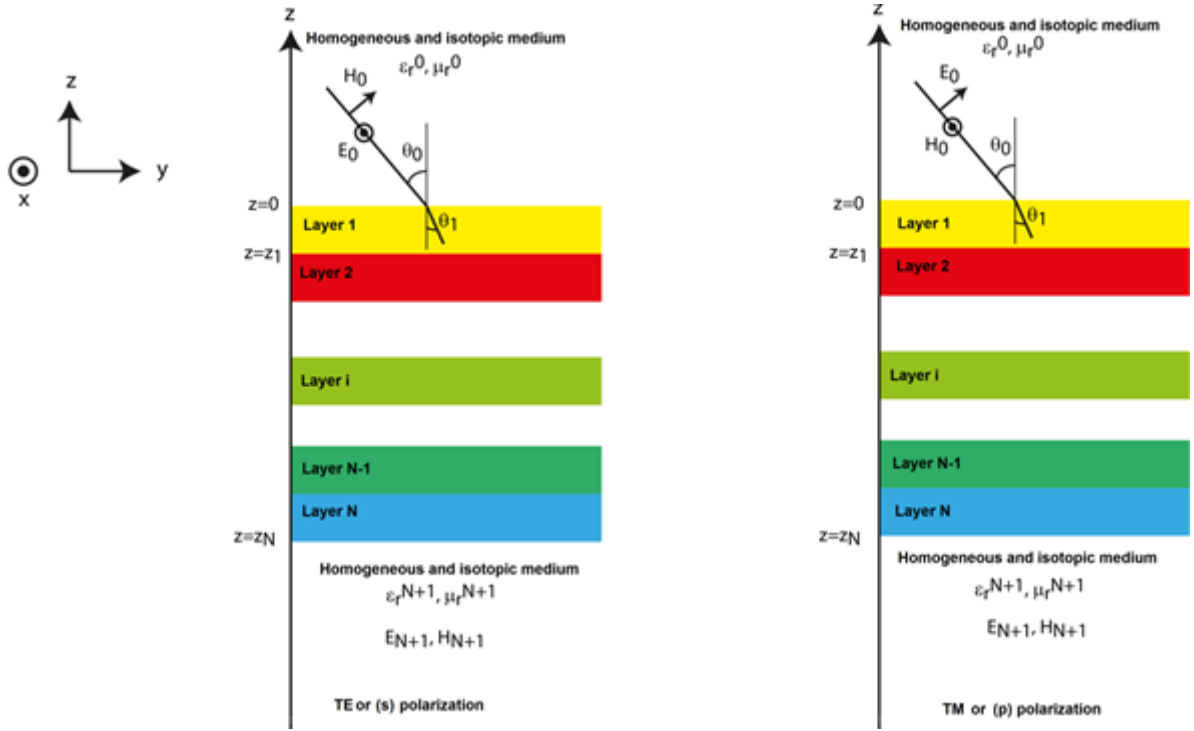 z
x
y
z
Homogeneous and isotopic medium
εr0, μr0
H0
E0
θ0
z=0
θ1
Layer 1
z=z1
Layer 2
Layer i
Layer N-1
Layer N
z=zN
Homogeneous and isotopic medium
εrN+1, μrN+1
EN+1, HN+1
TE or (s) polarization
z
Homogeneous and isotopic medium
εr0, μr0
E0
H0
θ0
z=0
θ1
Layer 1
z=z1
Layer 2
Layer i
Layer N-1
Layer N
z=zN
Homogeneous and isotopic medium
εrN+1, μrN+1
EN+1, HN+1
TM or (p) polarization